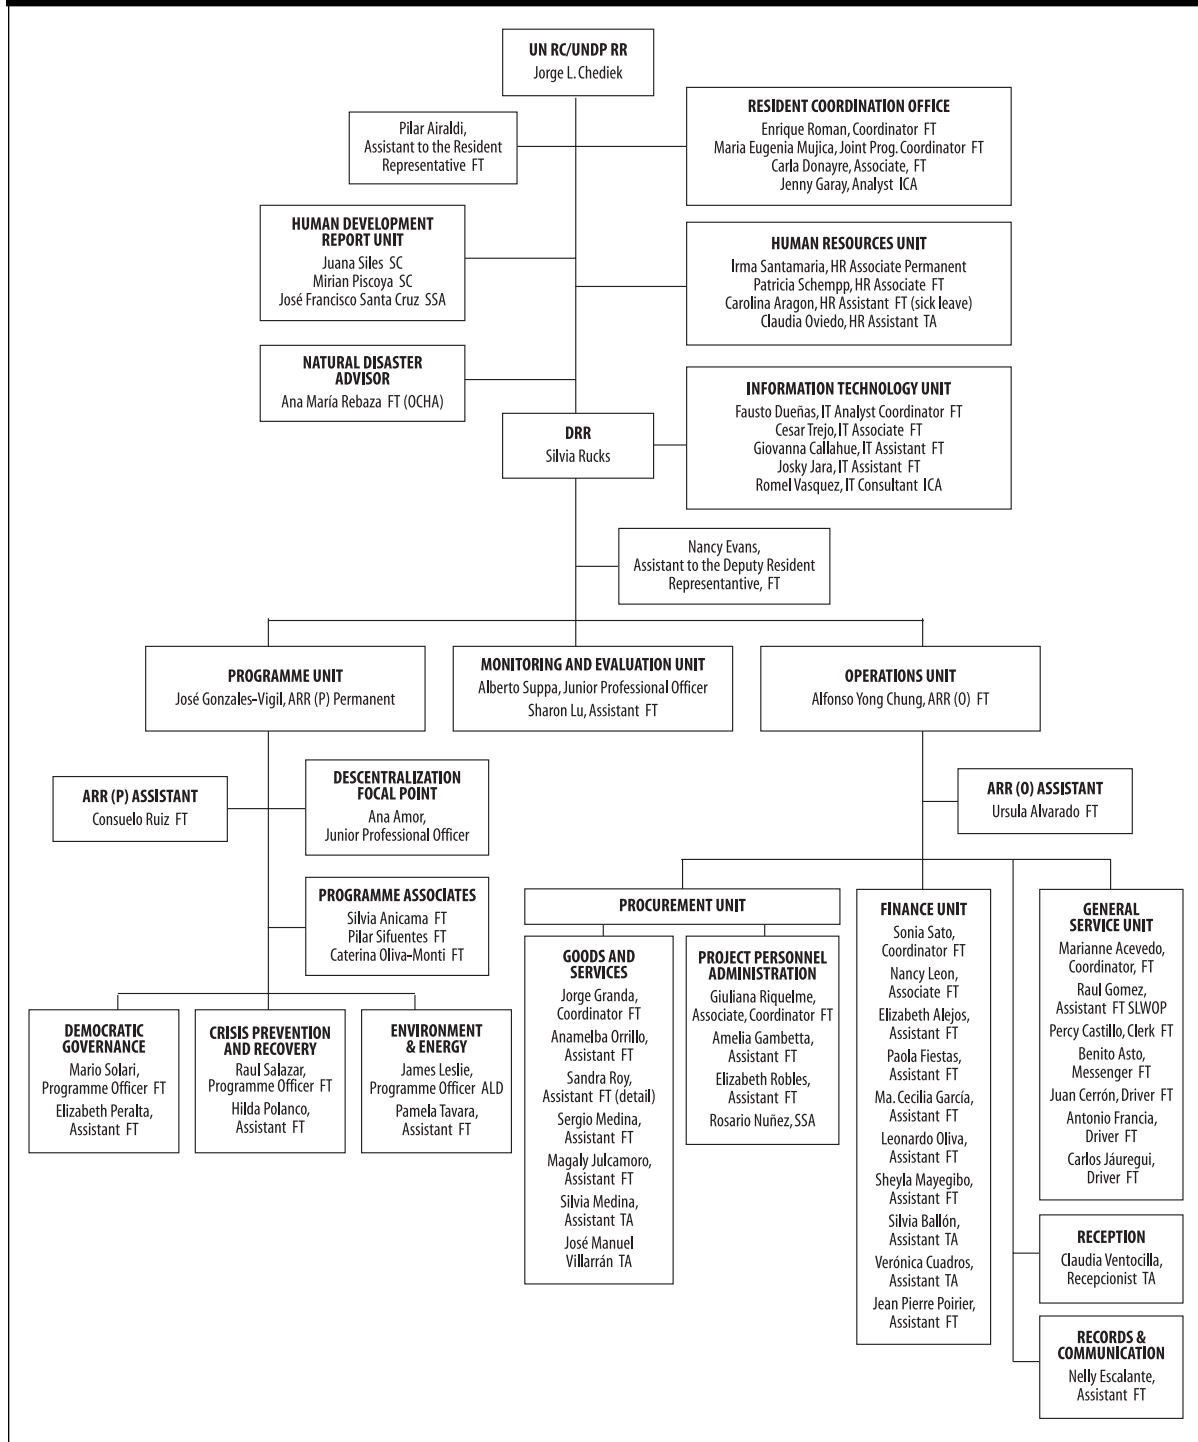 UN RC/UNDP RR
Jorge L. Chediek
Pilar Airaldi,
Assistant to the Resident
Representative FT
RESIDENT COORDINATION OFFICE
Enrique Roman, Coordinator FT
Maria Eugenia Mujica, Joint Prog. Coordinator FT
Carla Donayre, Associate, FT
Jenny Garay, Analyst ICA
HUMAN DEVELOPMENT
REPORT UNIT
Juana Siles SC
Mirian Piscoya SC
José Francisco Santa Cruz SSA
HUMAN RESOURCES UNIT
Irma Santamaria, HR Associate Permanent
Patricia Schempp, HR Associate FT
Carolina Aragon, HR Assistant FT (sick leave)
Claudia Oviedo, HR Assistant TA
NATURAL DISASTER
ADVISOR
Ana María Rebaza FT (OCHA)
INFORMATION TECHNOLOGY UNIT
Fausto Dueñas, IT Analyst Coordinator FT
Cesar Trejo, IT Associate FT
Giovanna Callahue, IT Assistant FT
Josky Jara, IT Assistant FT
Romel Vasquez, IT Consultant ICA
DRR
Silvia Rucks
Nancy Evans,
Assistant to the Deputy Resident
Representantive, FT
PROGRAMME UNIT
José Gonzales-Vigil, ARR (P) Permanent
MONITORING AND EVALUATION UNIT
Alberto Suppa, Junior Professional Officer
Sharon Lu, Assistant FT
OPERATIONS UNIT
Alfonso Yong Chung, ARR (O) FT
ARR (P) ASSISTANT
Consuelo Ruiz FT
DESCENTRALIZATION
FOCAL POINT
Ana Amor,
Junior Professional Officer
ARR (O) ASSISTANT
Ursula Alvarado FT
PROGRAMME ASSOCIATES
Silvia Anicama FT
Pilar Sifuentes FT
Caterina Oliva-Monti FT
DEMOCRATIC
GOVERNANCE
Mario Solari,
Programme Officer FT
Elizabeth Peralta,
Assistant FT
CRISIS PREVENTION
AND RECOVERY
Raul Salazar,
Programme Officer FT
Hilda Polanco,
Assistant FT
ENVIRONMENT
& ENERGY
James Leslie,
Programme Officer ALD
Pamela Tavara,
Assistant FT
PROCUREMENT UNIT
GOODS AND
SERVICES
Jorge Granda,
Coordinator FT
Anamelba Orrillo,
Assistant FT
Sandra Roy,
Assistant FT (detail)
Sergio Medina,
Assistant FT
Magaly Julcamoro,
Assistant FT
Silvia Medina,
Assistant TA
José Manuel
Villarrán TA
PROJECT PERSONNEL
ADMINISTRATION
Giuliana Riquelme,
Associate, Coordinator FT
Amelia Gambetta,
Assistant FT
Elizabeth Robles,
Assistant FT
Rosario Nuñez, SSA
FINANCE UNIT
Sonia Sato,
Coordinator FT
Nancy Leon,
Associate FT
Elizabeth Alejos,
Assistant FT
Paola Fiestas,
Assistant FT
Ma. Cecilia García,
Assistant FT
Leonardo Oliva,
Assistant FT
Sheyla Mayegibo,
Assistant FT
Silvia Ballón,
Assistant TA
Verónica Cuadros,
Assistant TA
Jean Pierre Poirier,
Assistant FT
GENERAL
SERVICE UNIT
Marianne Acevedo,
Coordinator, FT
Raul Gomez,
Assistant FT SLWOP
Percy Castillo, Clerk FT
Benito Asto,
Messenger FT
Juan Cerrón, Driver FT
Antonio Francia,
Driver FT
Carlos Jáuregui,
Driver FT
RECEPTION
Claudia Ventocilla,
Recepcionist TA
RECORDS &
COMMUNICATION
Nelly Escalante,
Assistant FT